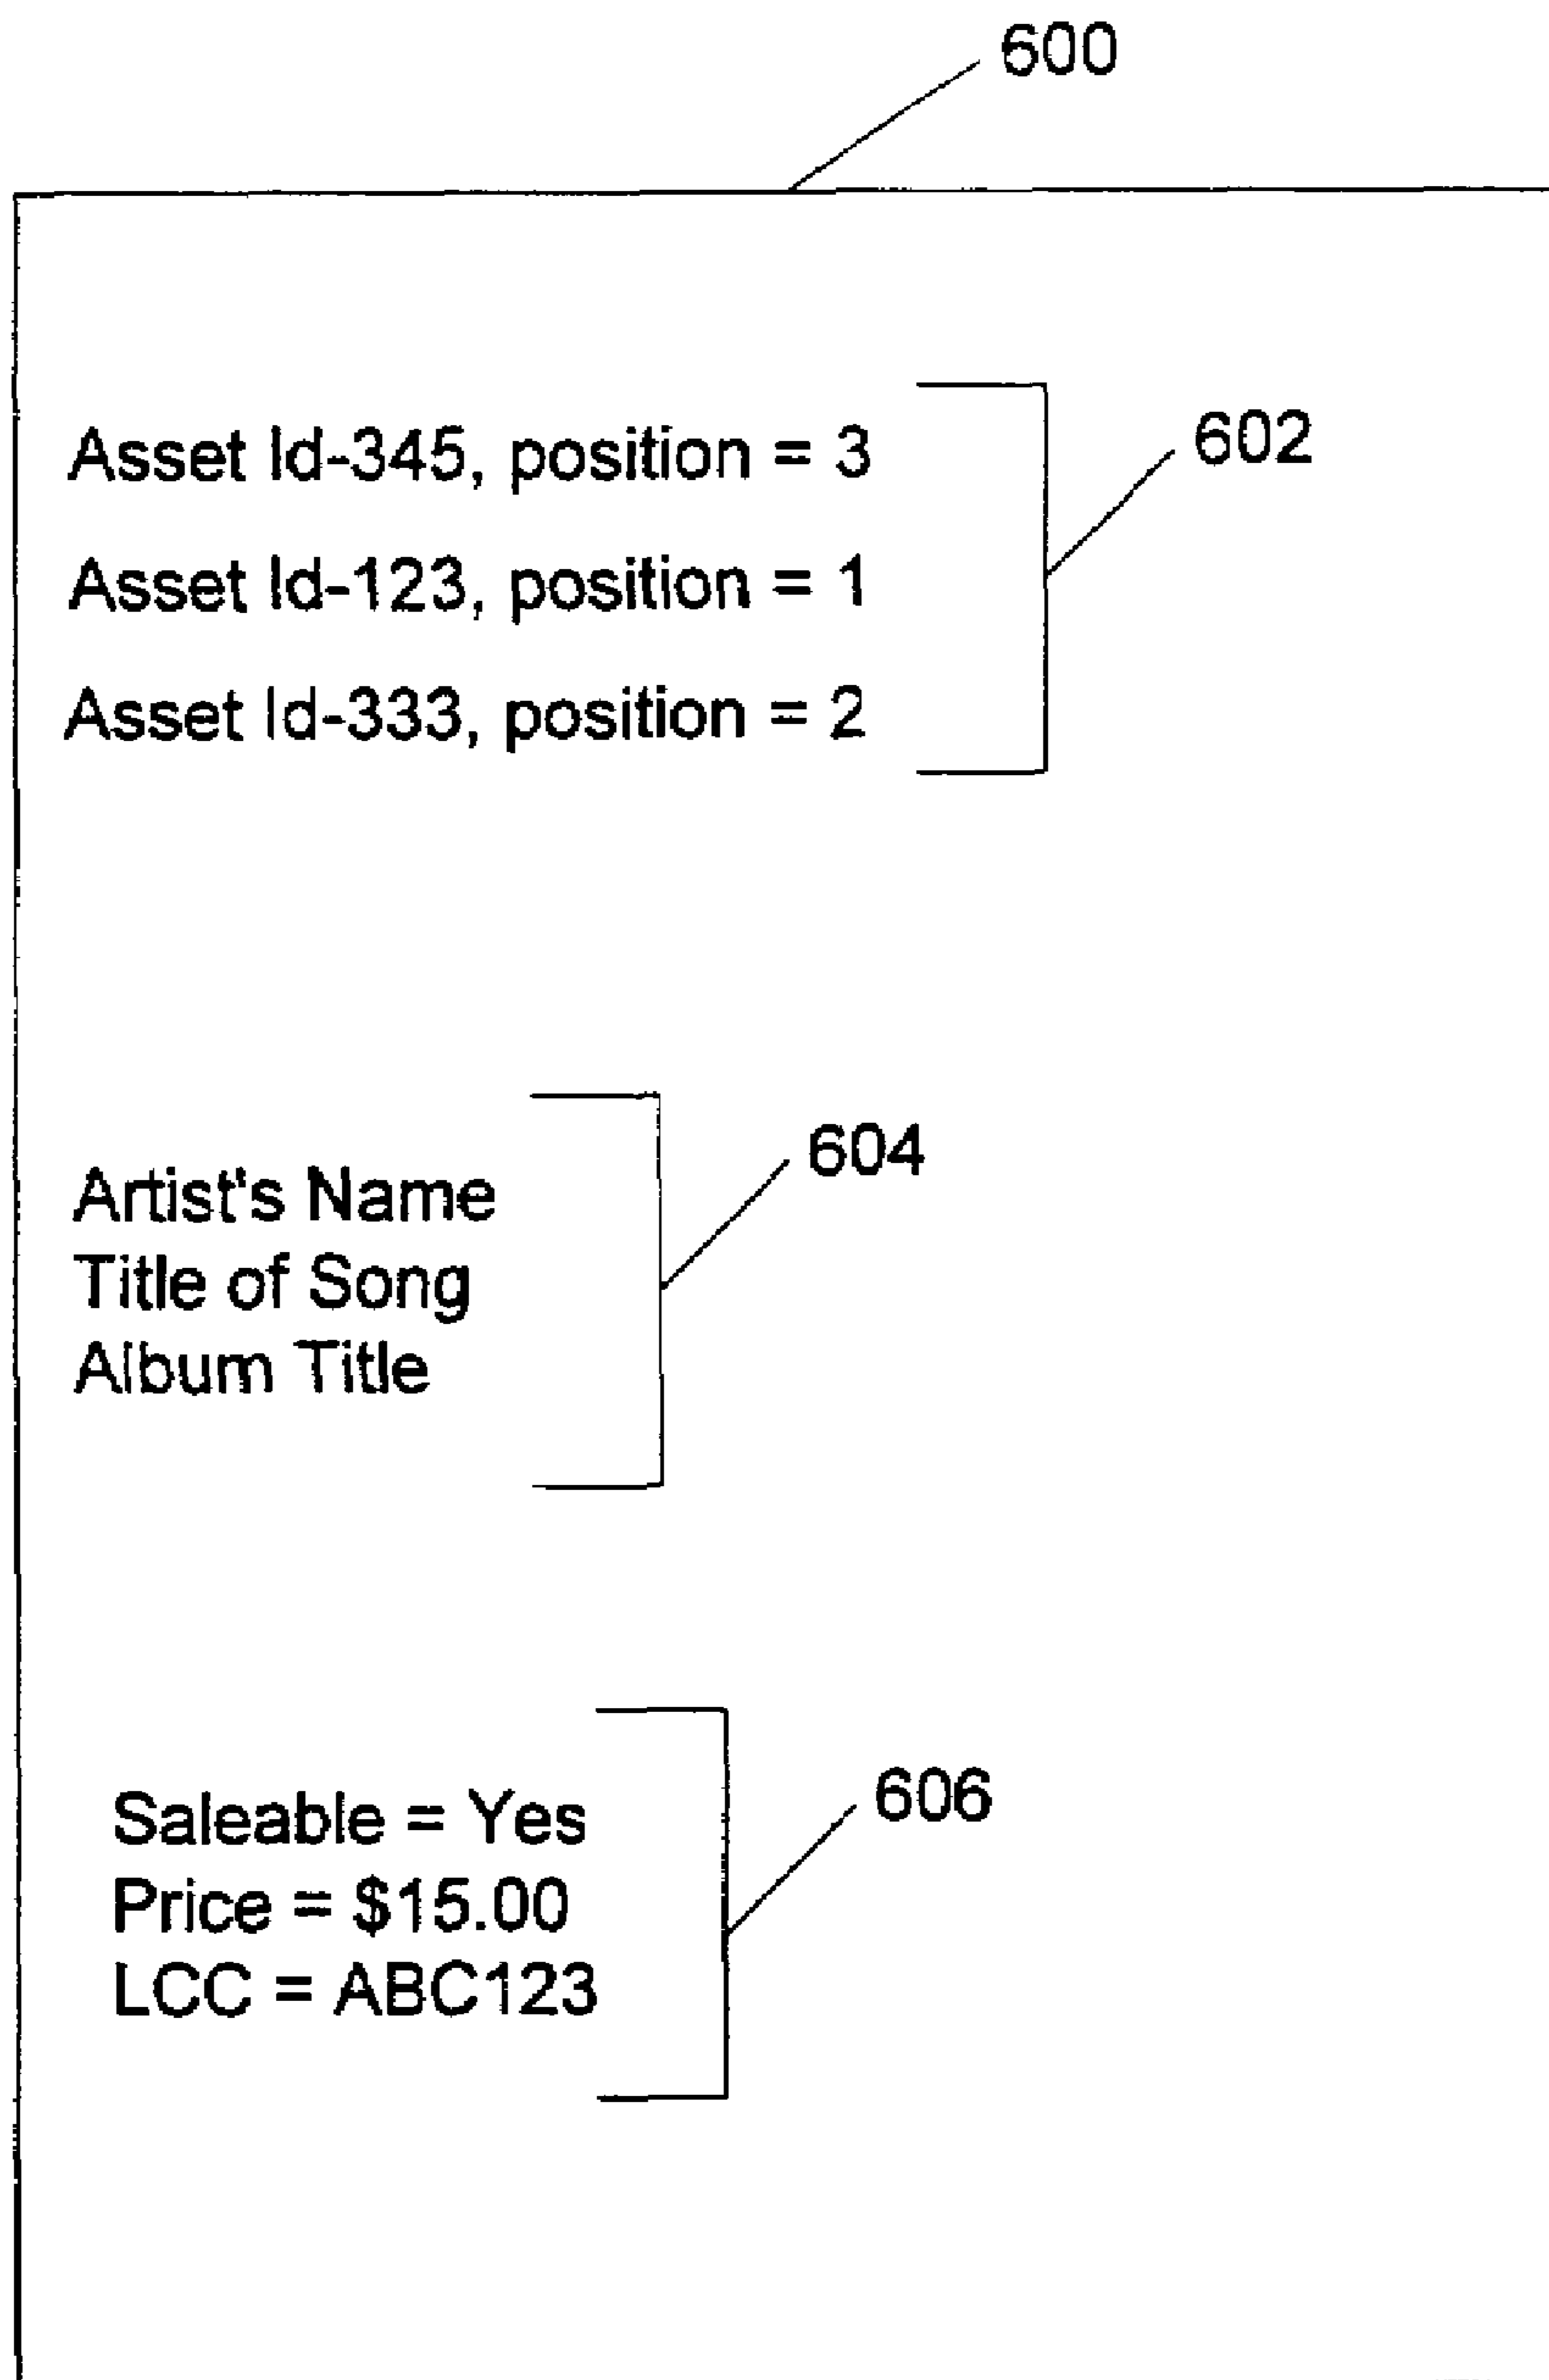 600
Asset Id-345, position = 3
602
Asset Id-123, position = 1
Asset Id-333, position = 2
604
Artist's Name
Title of Song
Album Title
606
Saleable = Yes
Price = $15.00
LCC = ABC123